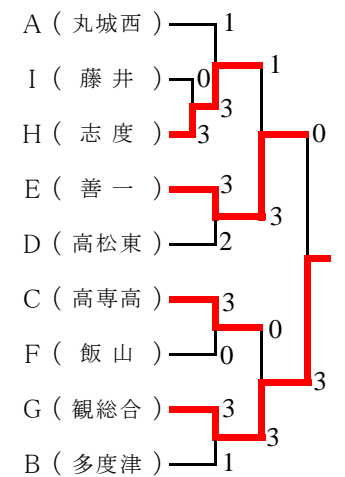 A ( 丸城西 ) 1
1
I ( 藤 井 ) 0
3
H ( 志 度 ) 3
0
E ( 善 一 ) 3
3
D ( 高松東 ) 2
C ( 高専高 ) 3
0
F ( 飯 山 ) 0
3
G ( 観総合 ) 3
3
B ( 多度津 ) 1